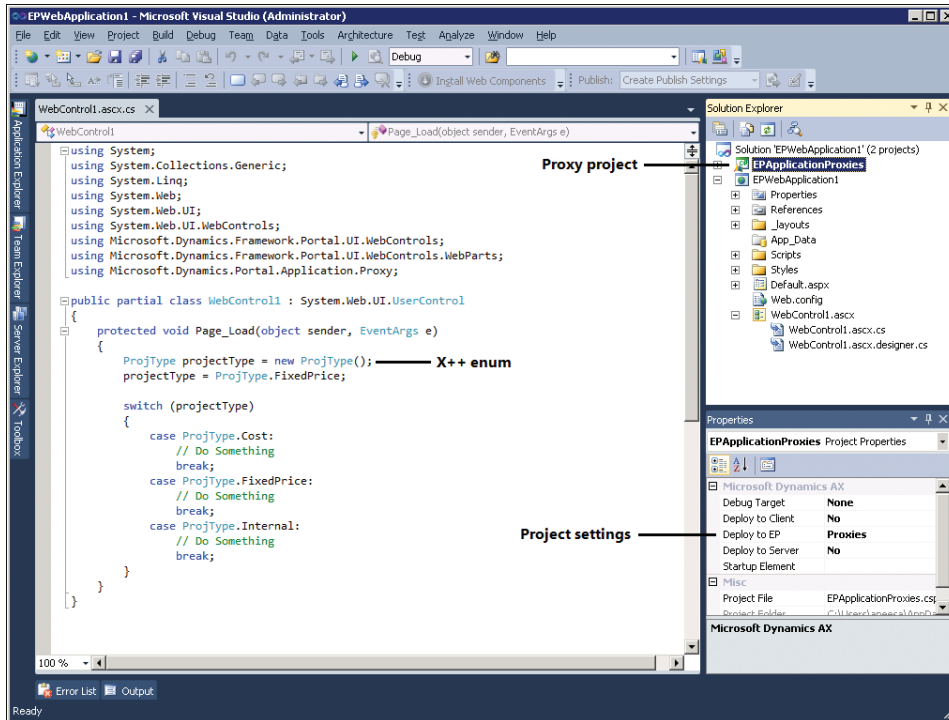 EPWebApplication1 - Microsoft Visual Studio (Administrator)
File Edit View Project Build Debug Team Data Tools Architecture Test Analyze Window Help
Debug
Install Web Components Publish: Create Publish Settings
WebControl1.ascx.cs
WebControl1
Page_Load(object sender, EventArgs e)
using System;
using System.Collections.Generic;
using System.Linq;
using System.Web;
using System.Web.UI;
using System.Web.UI.WebControls;
using Microsoft.Dynamics.Framework.Portal.UI.WebControls;
using Microsoft.Dynamics.Framework.Portal.UI.WebControls.WebParts;
using Microsoft.Dynamics.Portal.Application.Proxy;
public partial class WebControl1 : System.Web.UI.UserControl
{
protected void Page_Load(object sender, EventArgs e)
{
ProjType projectType = new ProjType();
X++ enum
projectType = ProjType.FixedPrice;
switch (projectType)
{
case ProjType.Cost:
// Do Something
break;
case ProjType.FixedPrice:
// Do Something
break;
case ProjType.Internal:
// Do Something
break;
}
}
}
100 %
Application Explorer
Team Explorer
Server Explorer
Toolbox
Proxy project
Project settings
Solution Explorer
Solution 'EPWebApplication1' (2 projects)
EPApplicationProxies
EPWebApplication1
Properties
References
_layouts
App_Data
Scripts
Styles
Default.aspx
Web.config
WebControl1.ascx
WebControl1.ascx.cs
WebControl1.ascx.designer.cs
Properties
EPApplicationProxies Project Properties
Microsoft Dynamics AX
Debug Target None
Deploy to Client No
Deploy to EP Proxies
Deploy to Server No
Startup Element
Misc
Project File EPApplicationProxies.csp
Project Folder C:\Users\aneeca\AppDa
Microsoft Dynamics AX
Error List Output
Ready